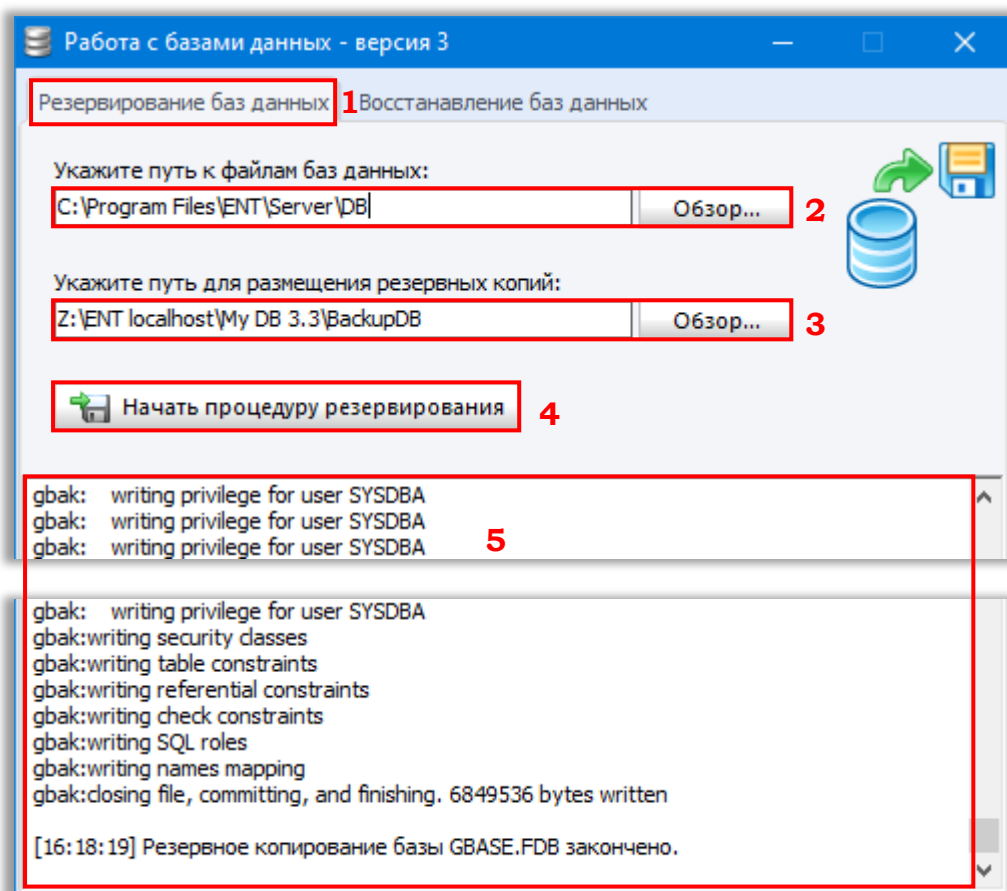 Работа с базами данных - версия 3
Резервирование баз данных 1 Восстанавление баз данных
Укажите путь к файлам баз данных:
C:\Program Files\ENT\Server\DB Обзор... 2
Укажите путь для размещения резервных копий:
Z:\ENT localhost\My DB 3.3\BackupDB Обзор... 3
Начать процедуру резервирования 4
gbak: writing privilege for user SYSDBA
gbak: writing privilege for user SYSDBA
gbak: writing privilege for user SYSDBA
5
gbak: writing privilege for user SYSDBA
gbak:writing security classes
gbak:writing table constraints
gbak:writing referential constraints
gbak:writing check constraints
gbak:writing SQL roles
gbak:writing names mapping
gbak:closing file, committing, and finishing. 6849536 bytes written
[16:18:19] Резервное копирование базы GBASE.FDB закончено.